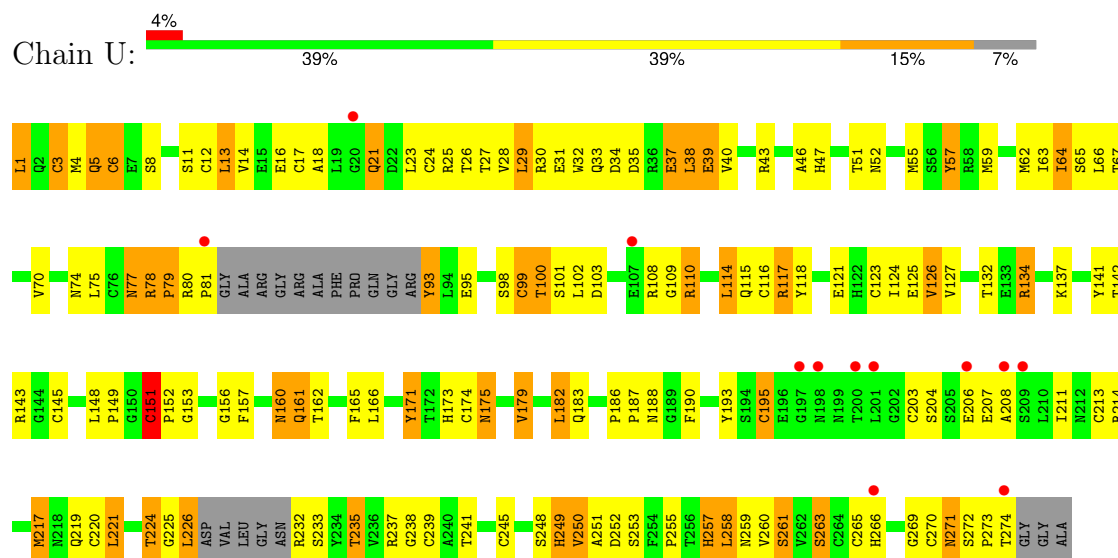 4%
Chain U:
39% 39% 15% 7%
L1 Q2 C3 M4 Q5 C6 E7 S8 S11 C12 L13 V14 E15 E16 C17 A18 L19 G20 Q21 D22 L23 C24 R25 T26 T27 V28 L29 R30 E31 W32 Q33 D34 D35 R36 E37 L38 E39 V40 R43 A46 H47 T51 N52 M55 S56 Y57 R58 M59 M62 I63 I64 S65 L66 T67
V70 N74 L75 C76 N77 R78 P79 R80 P81 GLY ALA ARG GLY ARG ALA PHE PRO GLN GLY ARG Y93 L94 E95 S98 C99 T100 S101 L102 D103 E107 R108 G109 R110 L114 Q115 C116 R117 Y118 E121 H122 C123 I124 E125 V126 V127 T132 E133 R134 K137 Y141 T142
R143 G144 C145 L148 P149 G150 C151 P152 G153 G156 F157 N160 Q161 T162 F165 L166 Y171 T172 H173 C174 N175 V179 L182 Q183 P186 P187 N188 G189 F190 Y193 S194 C195 E196 G197 N198 N199 T200 L201 G202 C203 S204 S205 E206 E207 A208 S209 L210 I211 N212 C213 R214
M217 N218 Q219 C220 L221 T224 G225 L226 ASP VAL LEU GLY ASN R232 S233 Y234 T235 V236 R237 G238 C239 A240 T241 C245 S248 H249 V250 A251 D252 S253 F254 P255 T256 H257 L258 N259 V260 S261 V262 S263 C264 C265 H266 G269 C270 N271 S272 P273 T274 GLY GLY ALA